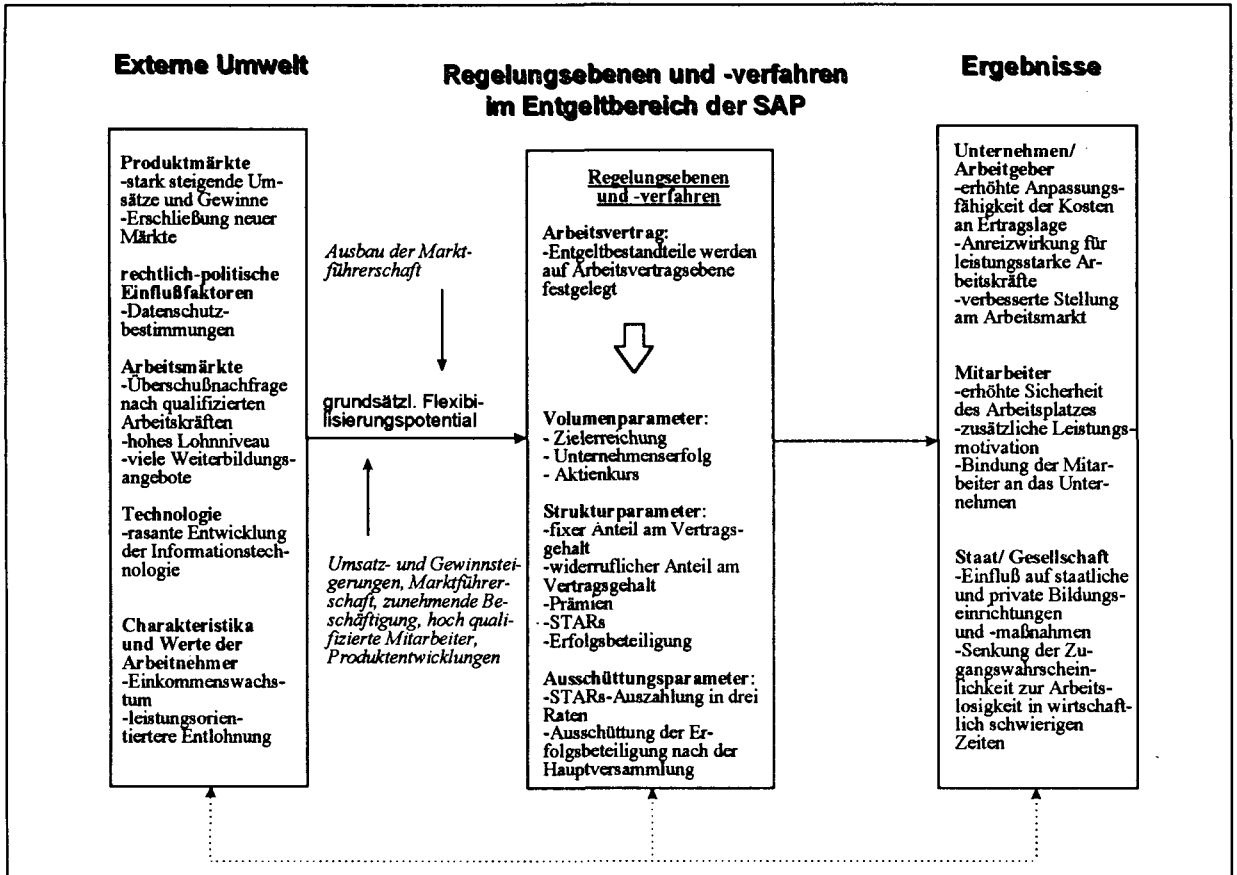 Externe Umwelt
Produktmärkte
-stark steigende Um-
sätze und Gewinne
-Erschließung neuer
Märkte
rechtlich-politische
Einflußfaktoren
-Datenschutz-
bestimmungen
Arbeitsmärkte
-Überschußnachfrage
nach qualifizierten
Arbeitskräften
-hohes Lohnniveau
-viele Weiterbildungs-
angebote
Technologie
-rasante Entwicklung
der Informationstech-
nologie
Charakteristika
und Werte der
Arbeitnehmer
-Einkommenswachs-
tum
-leistungsorien-
tiertere Entlohnung
Ausbau der Markt-
führerschaft
grundsätzl. Flexibi-
lisierungspotential
Umsatz- und Gewinnstei-
gerungen, Marktführer-
schaft, zunehmende Be-
schäftigung, hoch quali-
fizierte Mitarbeiter,
Produktentwicklungen
Regelungsebenen und -verfahren
im Entgeltbereich der SAP
Regelungsebenen
und -verfahren
Arbeitsvertrag:
-Entgeltbestandteile werden
auf Arbeitsvertragsebene
festgelegt
Volumenparameter:
- Zielerreichung
- Unternehmenserfolg
- Aktienkurs
Strukturparameter:
-fixer Anteil am Vertrags-
gehalt
-widerruflicher Anteil am
Vertragsgehalt
-Prämien
-STARs
-Erfolgsbeteiligung
Ausschüttungsparameter:
-STARs-Auszahlung in drei
Raten
-Ausschüttung der Er-
folgsbeteiligung nach der
Hauptversammlung
Ergebnisse
Unternehmen/
Arbeitgeber
-erhöhte Anpassungs-
fähigkeit der Kosten
an Ertragslage
-Anreizwirkung für
leistungsstarke Ar-
beitskräfte
-verbesserte Stellung
am Arbeitsmarkt
Mitarbeiter
-erhöhte Sicherheit
des Arbeitsplatzes
-zusätzliche Leistungs-
motivation
-Bindung der Mitar-
beiter an das Unter-
nehmen
Staat/ Gesellschaft
-Einfluß auf staatliche
und private Bildungs-
einrichtungen
und -maßnahmen
-Senkung der Zu-
gangswahrschein-
lichkeit zur Arbeits-
losigkeit in wirtschaft-
lich schwierigen
Zeiten